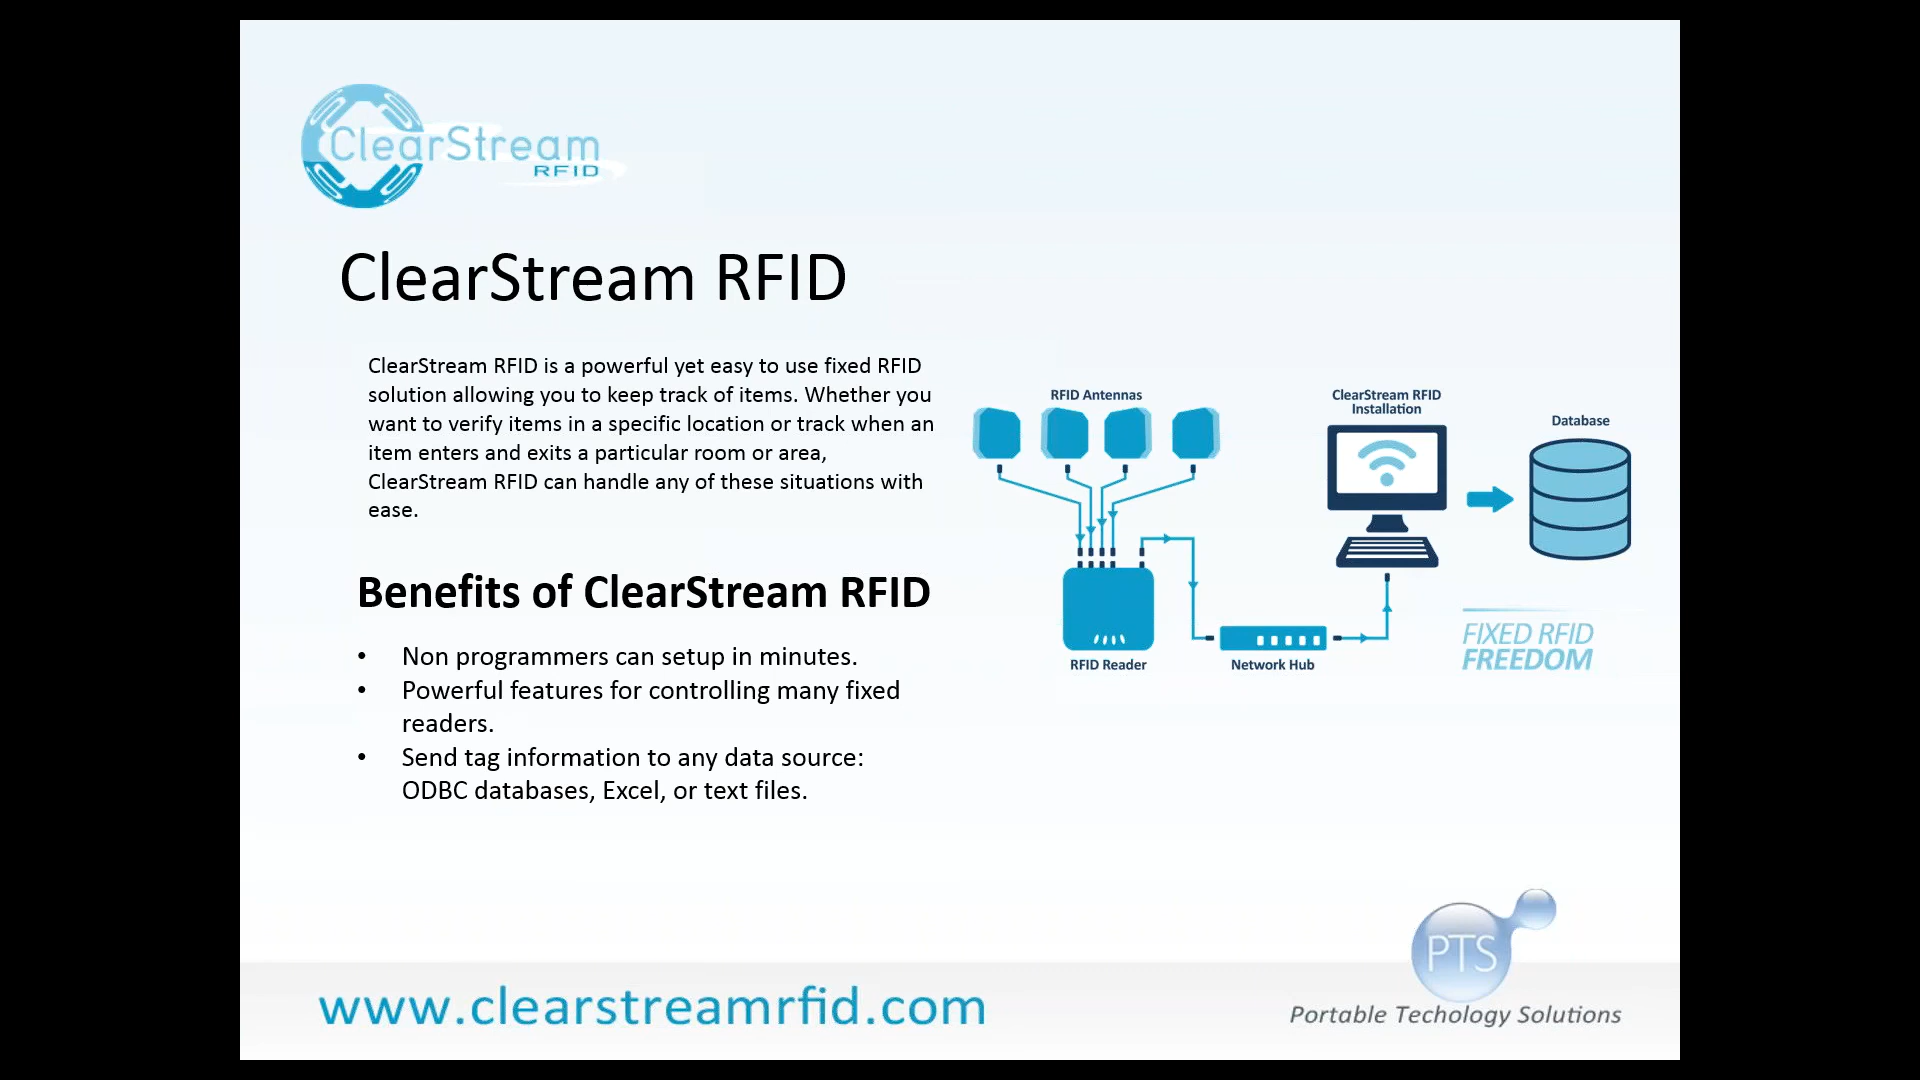 ClearStream
RFID
ClearStream RFID
ClearStream RFID is a powerful yet easy to use fixed RFID
solution allowing you to keep track of items. Whether you
want to verify items in a specific location or track when an
item enters and exits a particular room or area,
ClearStream RFID can handle any of these situations with
ease.
Benefits of ClearStream RFID
• Non programmers can setup in minutes.
• Powerful features for controlling many fixed
readers.
• Send tag information to any data source:
ODBC databases, Excel, or text files.
RFID Antennas
ClearStream RFID
Installation
Database
RFID Reader
Network Hub
FIXED RFID
FREEDOM
PTS
www.clearstreamrfid.com
Portable Techology Solutions